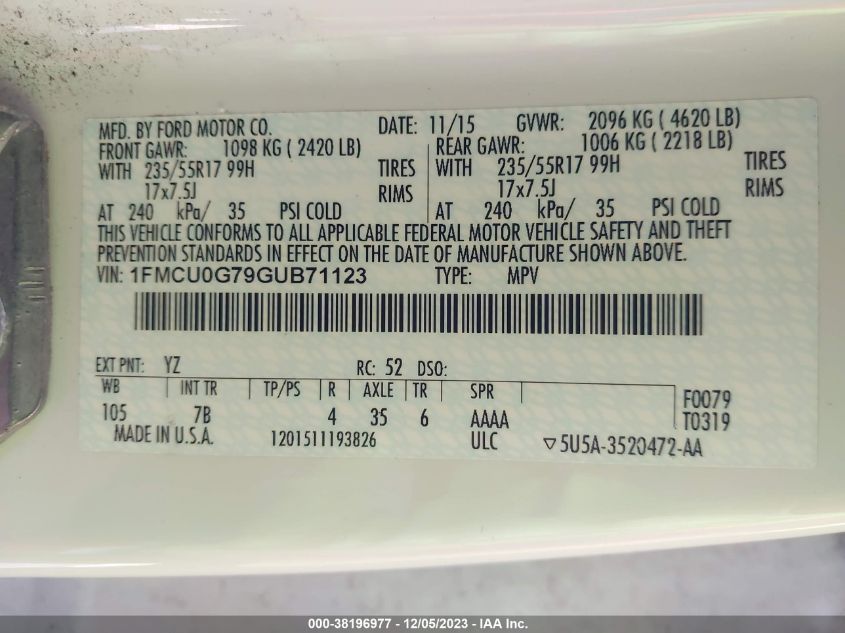 MFD. BY FORD MOTOR CO. DATE: 11/15 GVWR: 2096 KG ( 4620 LB)
FRONT GAWR: 1098 KG ( 2420 LB) REAR GAWR: 1006 KG ( 2218 LB)
WITH 235/55R17 99H TIRES WITH 235/55R17 99H TIRES
17x7.5J RIMS 17x7.5J RIMS
AT 240 kPa/ 35 PSI COLD AT 240 kPa/ 35 PSI COLD
THIS VEHICLE CONFORMS TO ALL APPLICABLE FEDERAL MOTOR VEHICLE SAFETY AND THEFT
PREVENTION STANDARDS IN EFFECT ON THE DATE OF MANUFACTURE SHOWN ABOVE.
VIN: 1FMCU0G79GUB71123 TYPE: MPV
EXT PNT: YZ RC: 52 DSO:
WB INT TR TP/PS R AXLE TR SPR F0079
105 7B 4 35 6 AAAA T0319
MADE IN U.S.A. 1201511193826 ULC ▽5U5A-3520472-AA
000-38196977 - 12/05/2023 - IAA Inc.